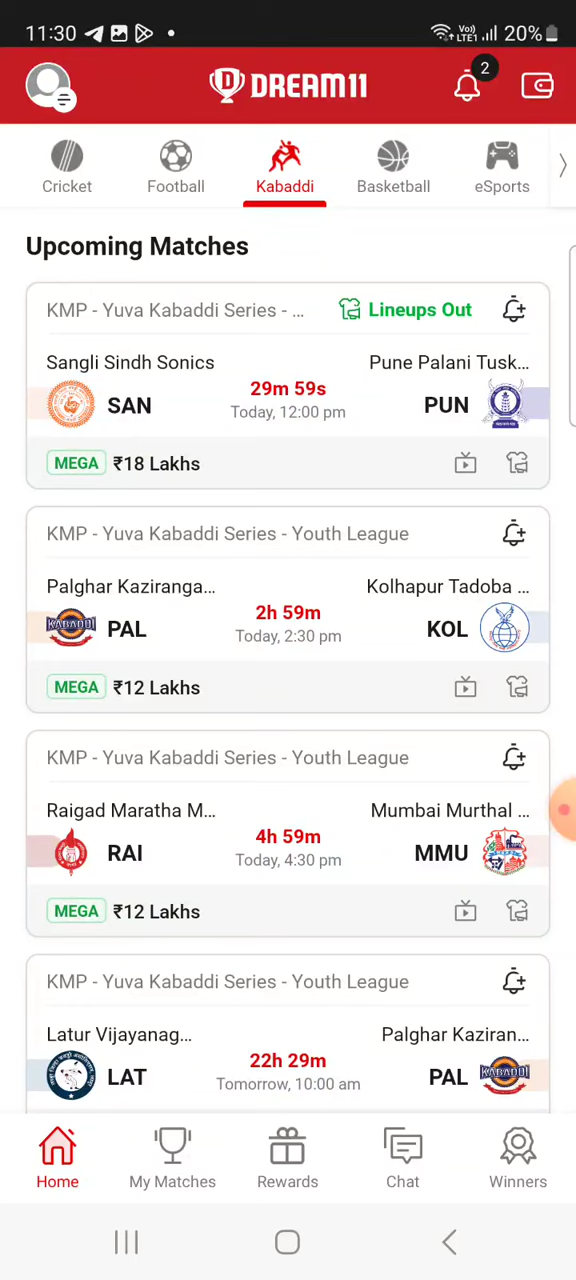 11:30
Vo)) LTE1 20%
DREAM11
2
Cricket Football Kabaddi Basketball eSports
Upcoming Matches
KMP - Yuva Kabaddi Series - ... Lineups Out
Sangli Sindh Sonics Pune Palani Tusk...
29m 59s
SAN Today, 12:00 pm PUN
MEGA ₹18 Lakhs
KMP - Yuva Kabaddi Series - Youth League
Palghar Kaziranga... Kolhapur Tadoba ...
2h 59m
PAL Today, 2:30 pm KOL
KABADDI
MEGA ₹12 Lakhs
KMP - Yuva Kabaddi Series - Youth League
Raigad Maratha M... Mumbai Murthal ...
4h 59m
RAI Today, 4:30 pm MMU
MEGA ₹12 Lakhs
KMP - Yuva Kabaddi Series - Youth League
Latur Vijayanag... Palghar Kaziran...
22h 29m
LAT Tomorrow, 10:00 am PAL
KABADDI
Home My Matches Rewards Chat Winners